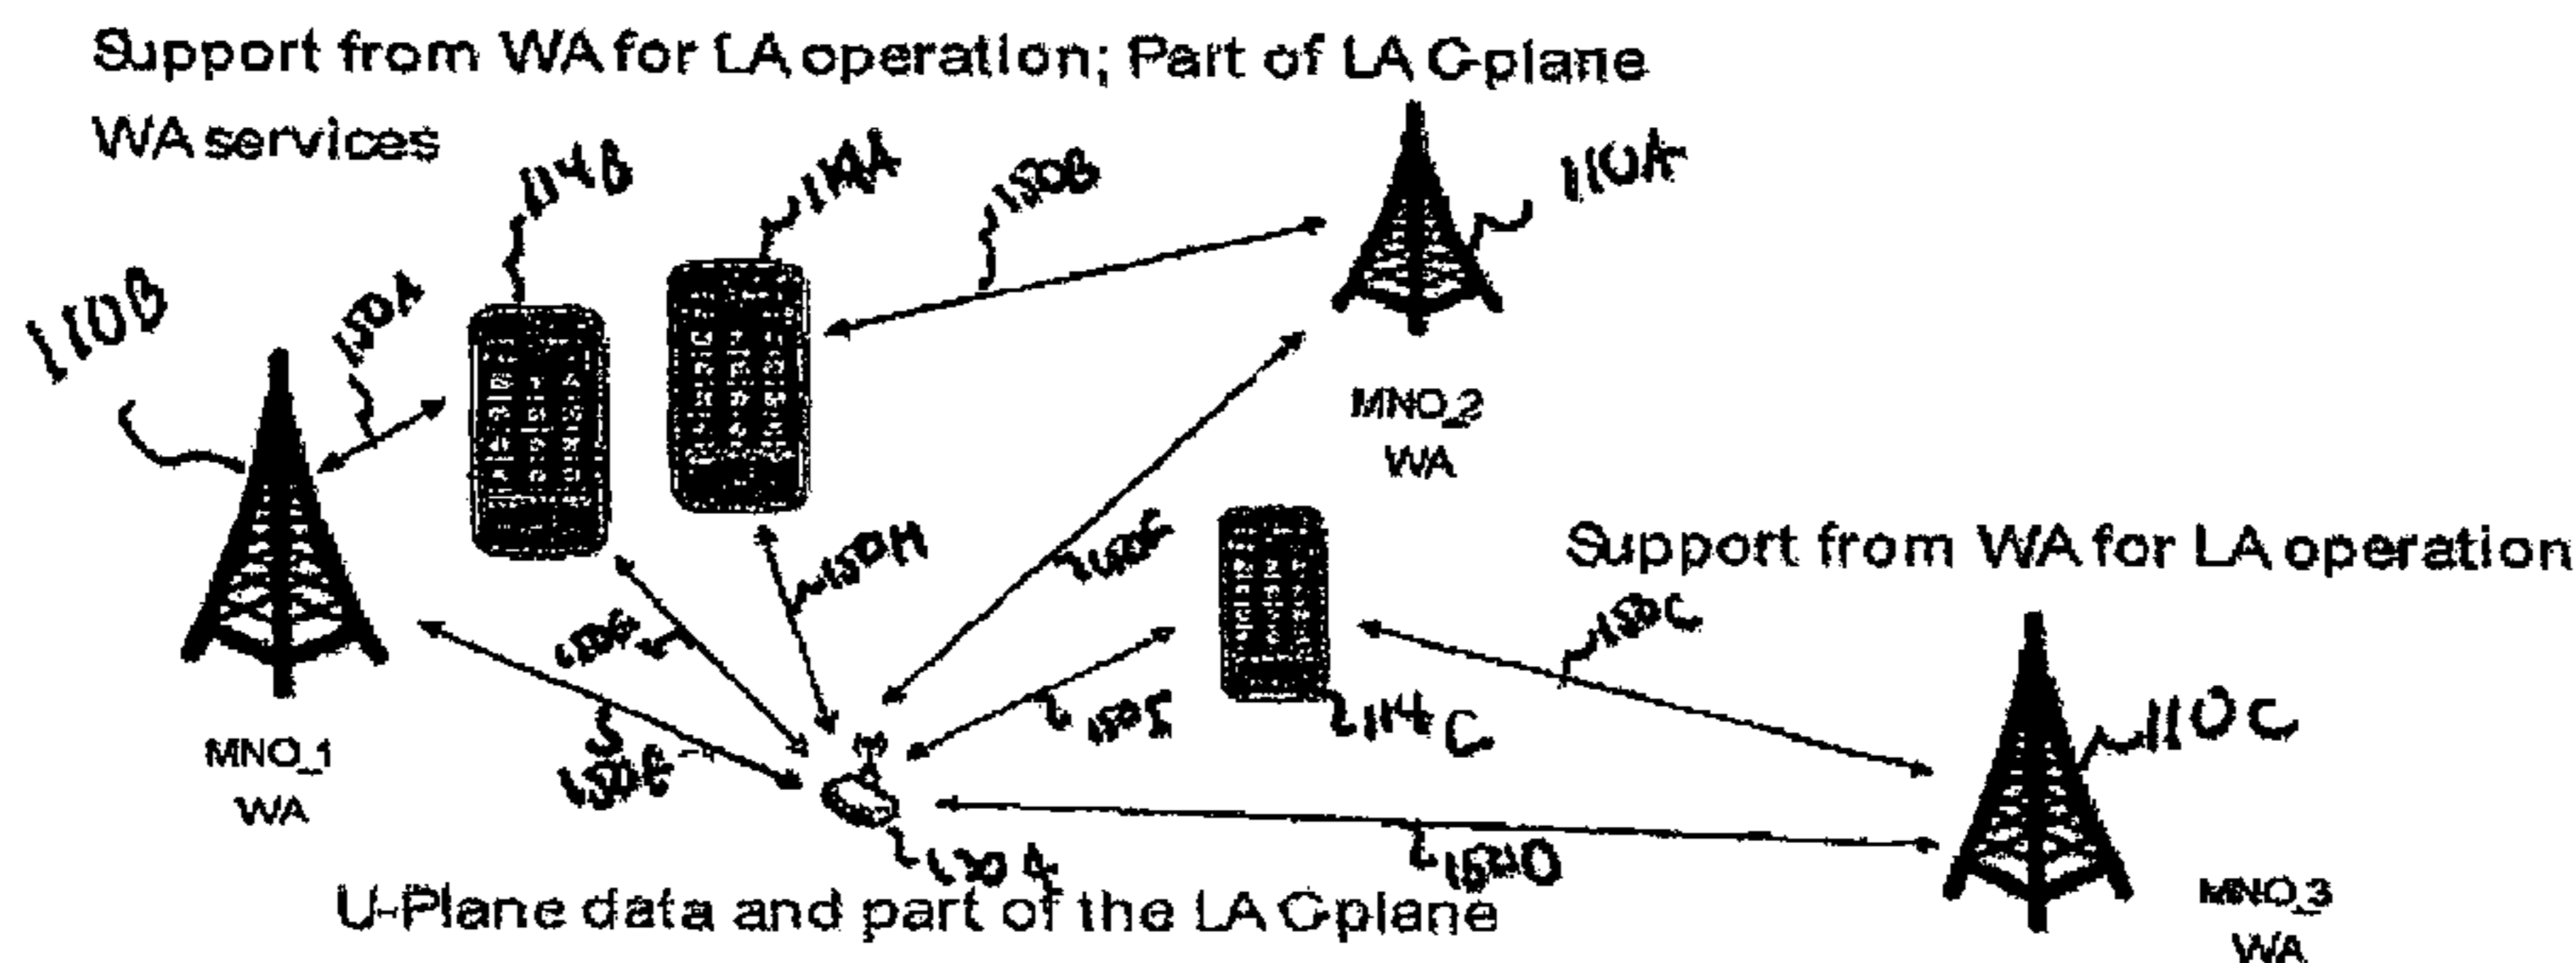 Support from WA for LA operation; Part of LA C-plane
WA services
114B
114A
150B
110A
110B
150A
MNO_2
WA
150H
Support from WA for LA operation
150C
110C
114C
MNO_1
WA
150D
U-Plane data and part of the LA C-plane
MNO_3
WA